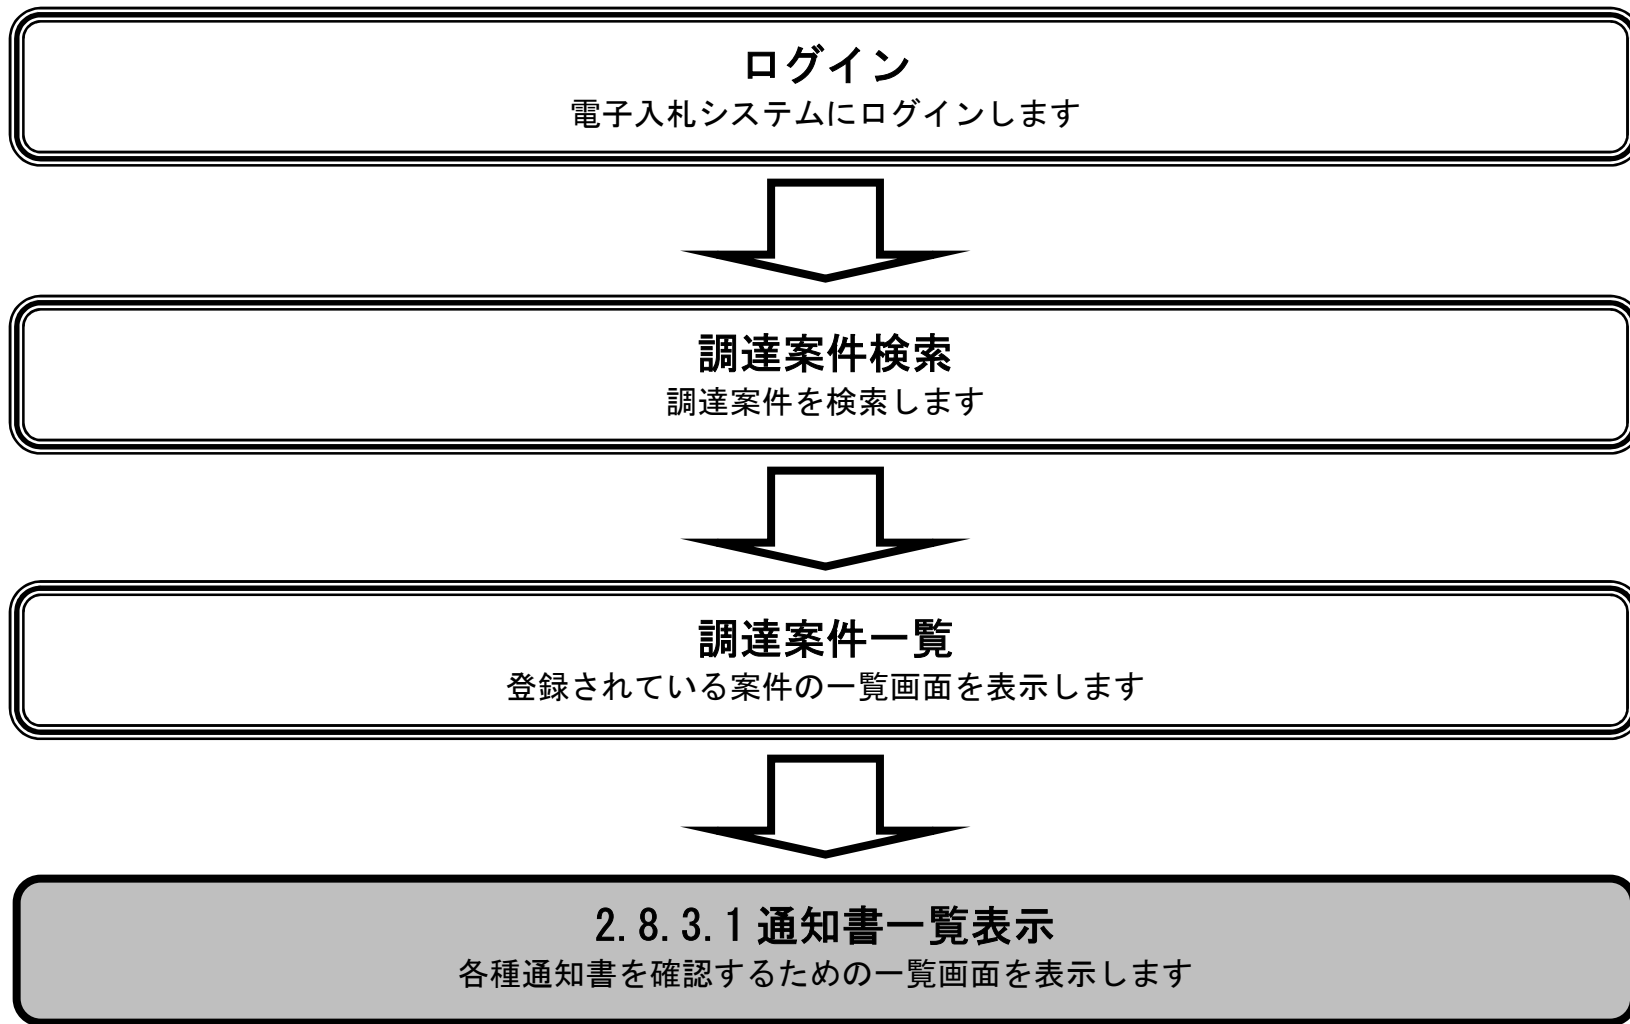 ログイン
電子入札システムにログインします
調達案件検索
調達案件を検索します
調達案件一覧
登録されている案件の一覧画面を表示します
2.8.3.1 通知書一覧表示
各種通知書を確認するための一覧画面を表示します